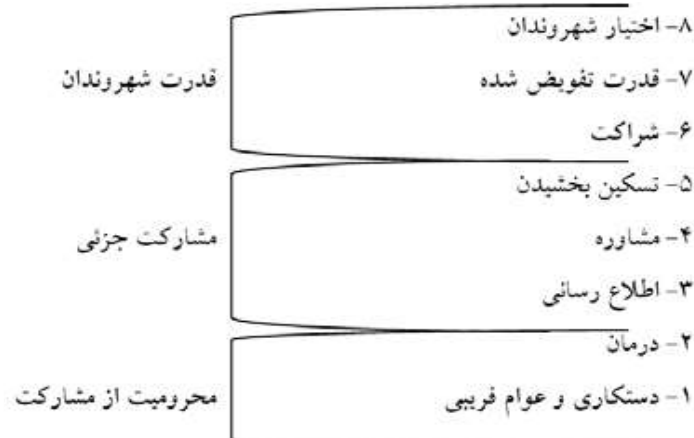 ۸- اختیار شهروندان
۷- قدرت تفویض شده
قدرت شهروندان
۶- شراکت
۵- تسکین بخشیدن
۴- مشاوره
مشارکت جزئی
۳- اطلاع رسانی
۲- درمان
۱- دستکاری و عوام فریبی
محرومیت از مشارکت